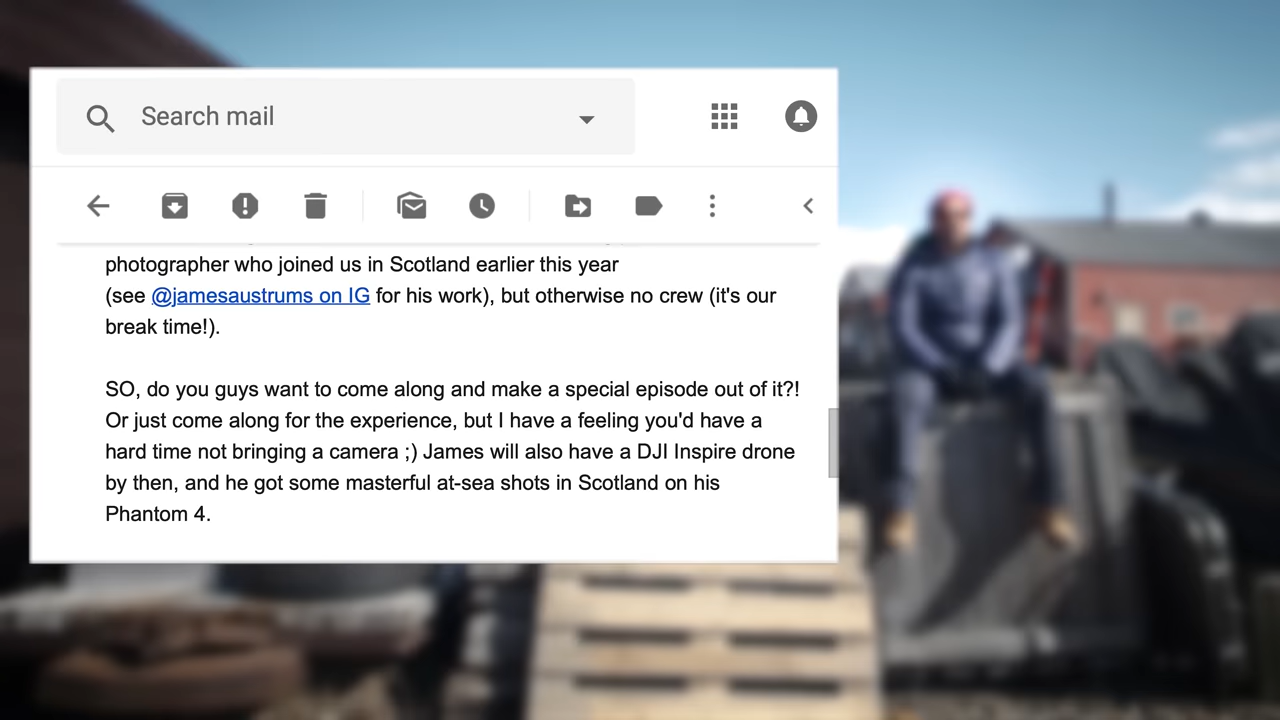 Search mail
photographer who joined us in Scotland earlier this year
(see @jamesaustrums on IG for his work), but otherwise no crew (it's our
break time!).
SO, do you guys want to come along and make a special episode out of it?!
Or just come along for the experience, but I have a feeling you'd have a
hard time not bringing a camera ;) James will also have a DJI Inspire drone
by then, and he got some masterful at-sea shots in Scotland on his
Phantom 4.